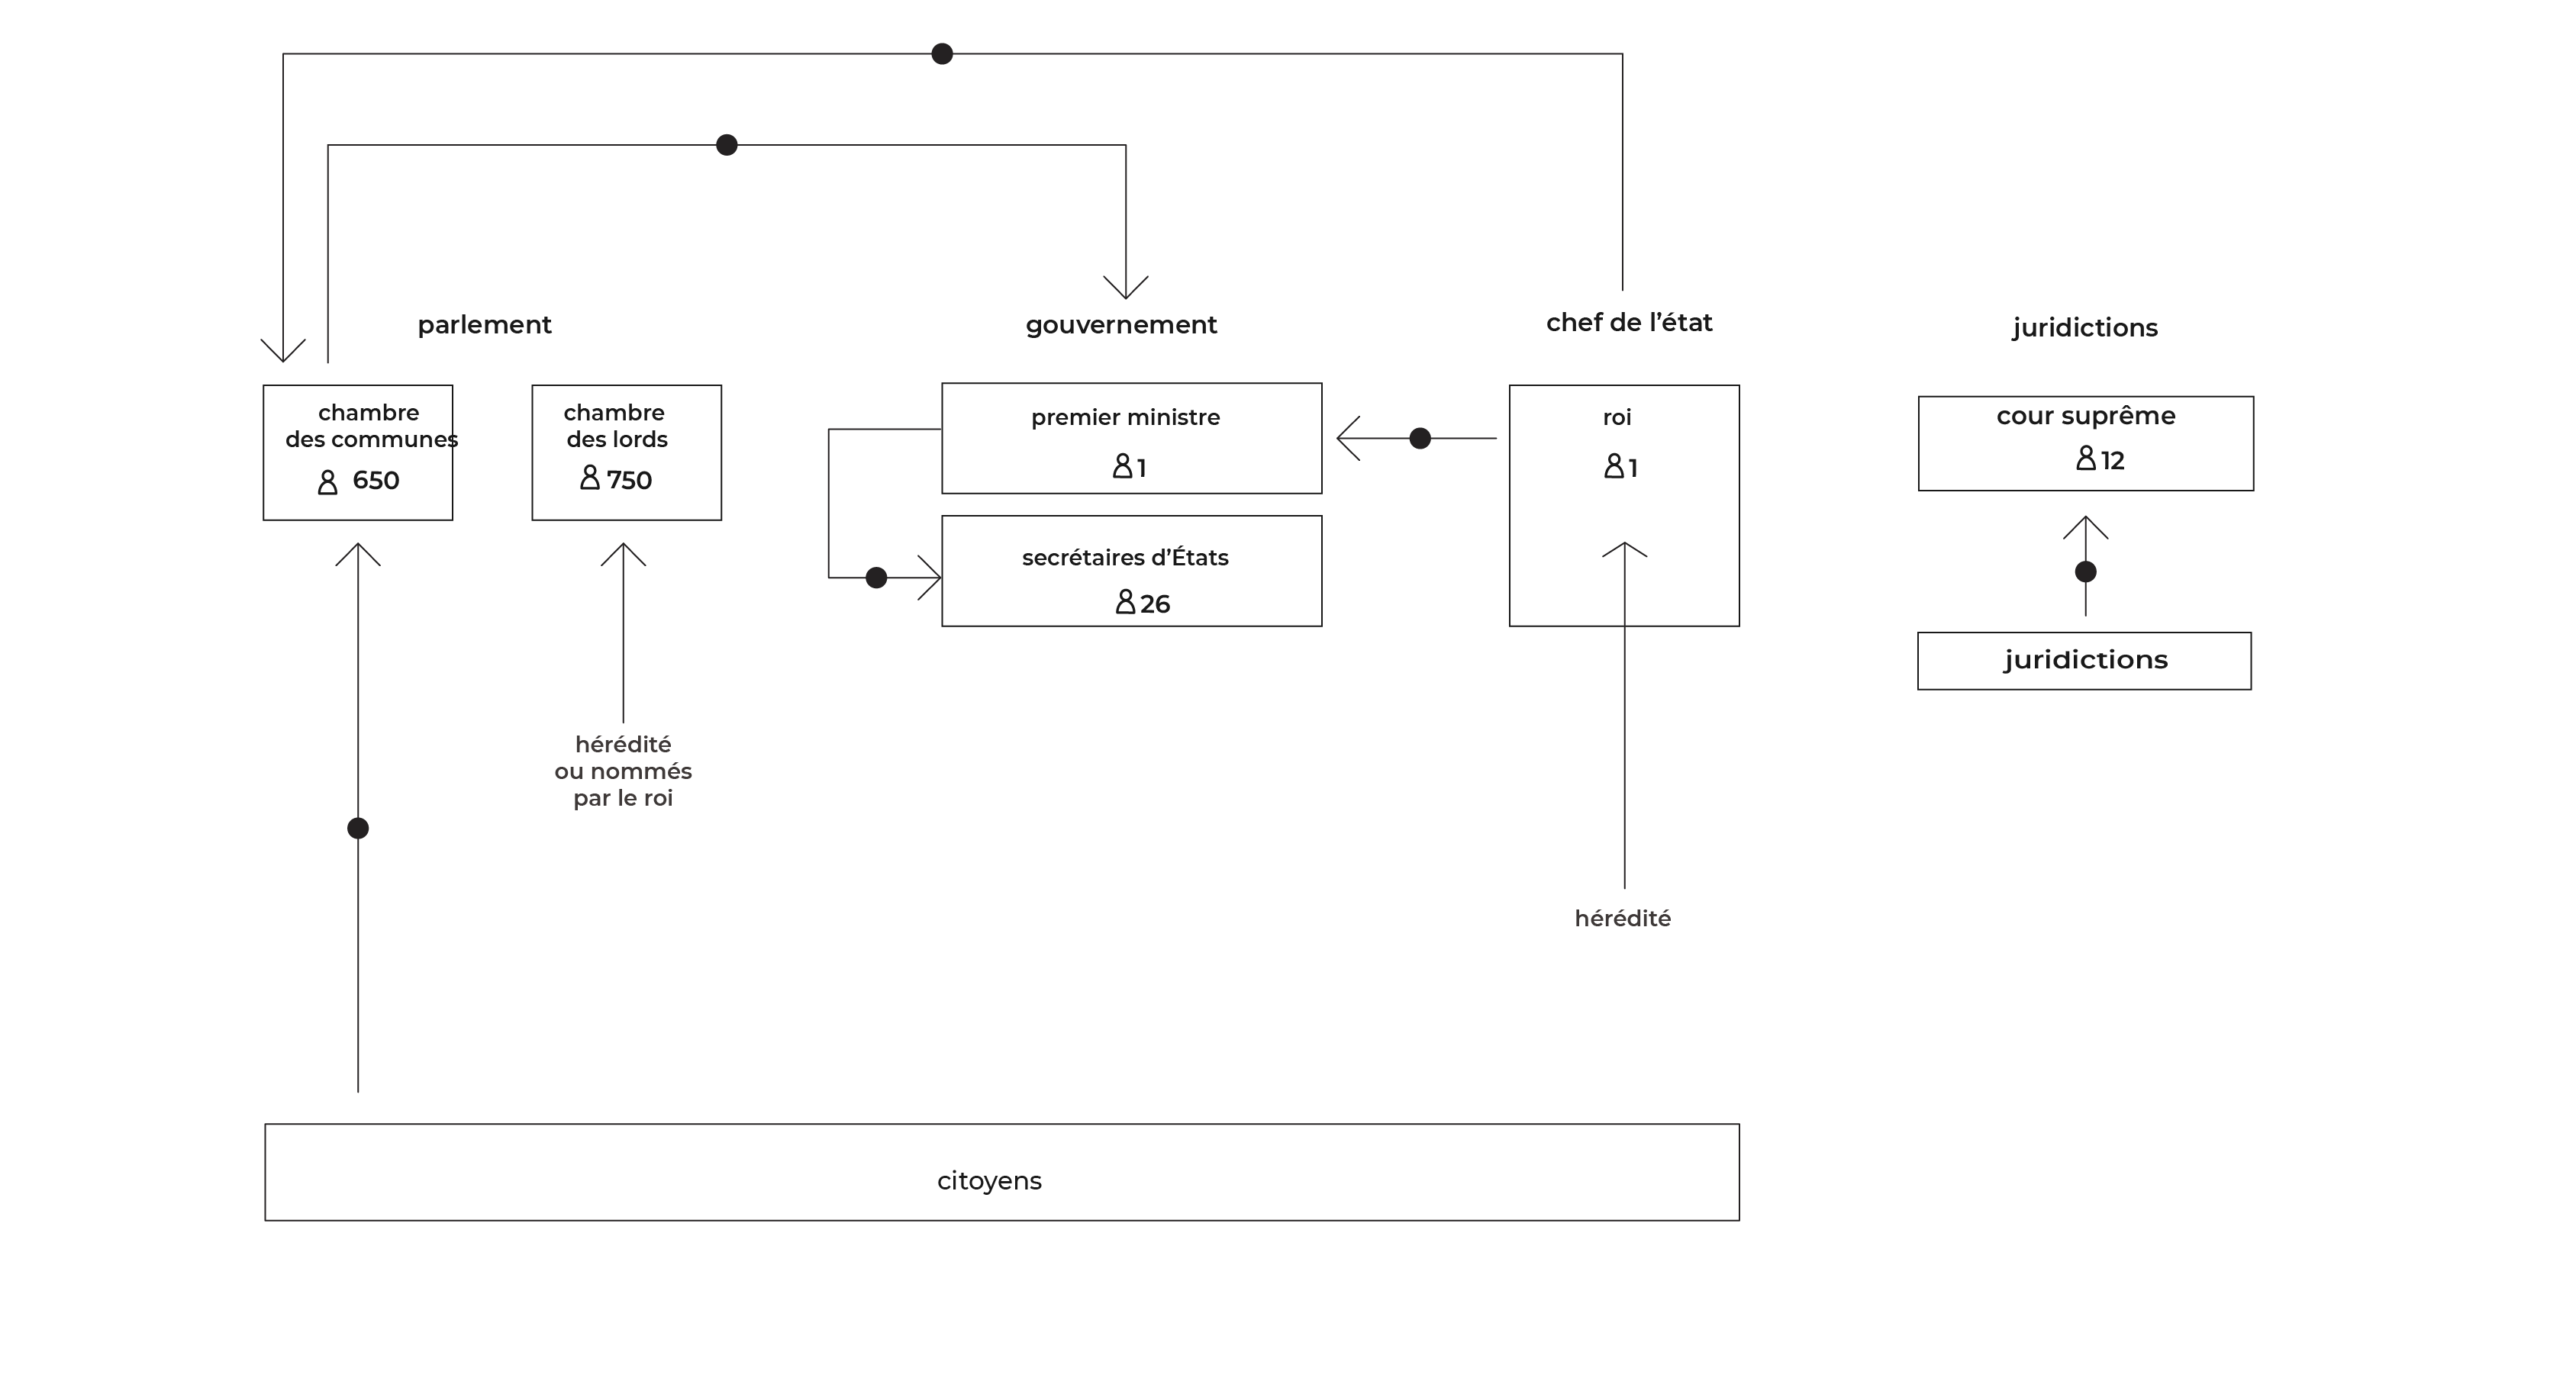 parlement
gouvernement
chef de l’état
juridictions
chambre
des communes
650
chambre
des lords
750
premier ministre
1
secrétaires d’États
26
roi
1
cour suprême
12
juridictions
hérédité
ou nommés
par le roi
hérédité
citoyens